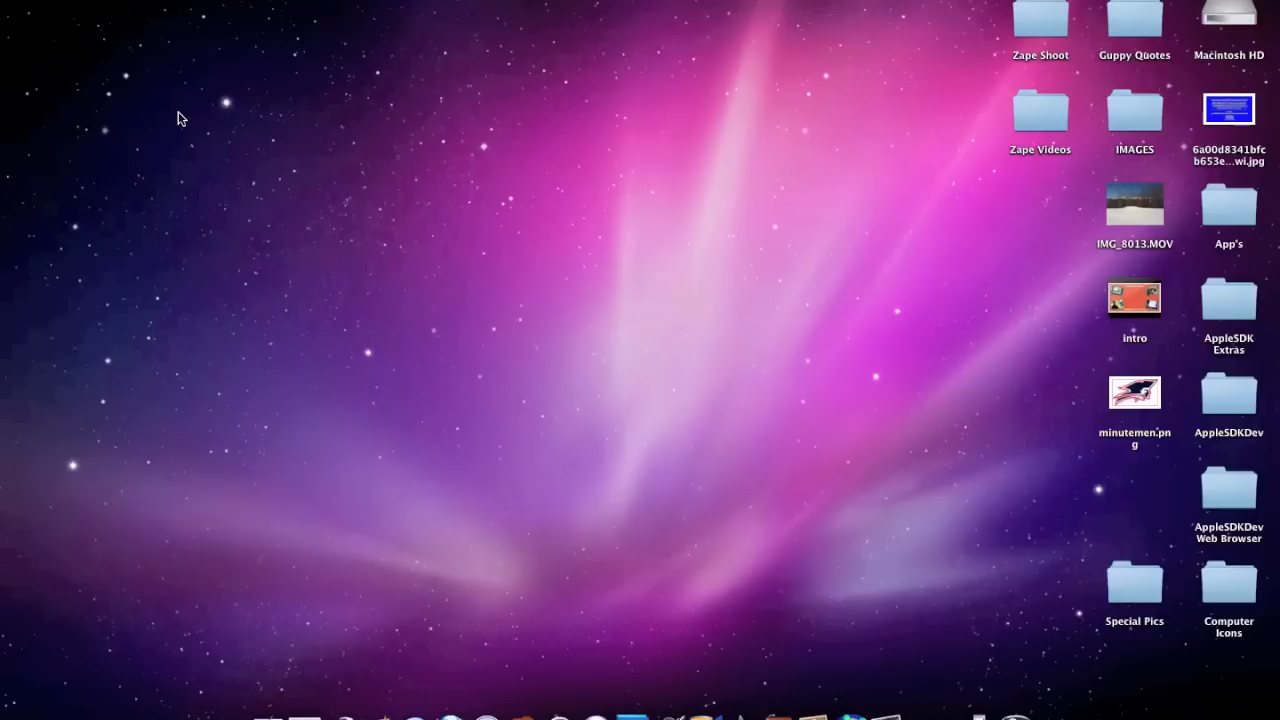 Zape Shoot
Guppy Quotes
Macintosh HD
Zape Videos
IMAGES
6a00d8341bfc
b653e...wi.jpg
IMG_8013.MOV
App's
intro
AppleSDK
Extras
minutemen.pn
g
AppleSDKDev
AppleSDKDev
Web Browser
Special Pics
Computer
Icons